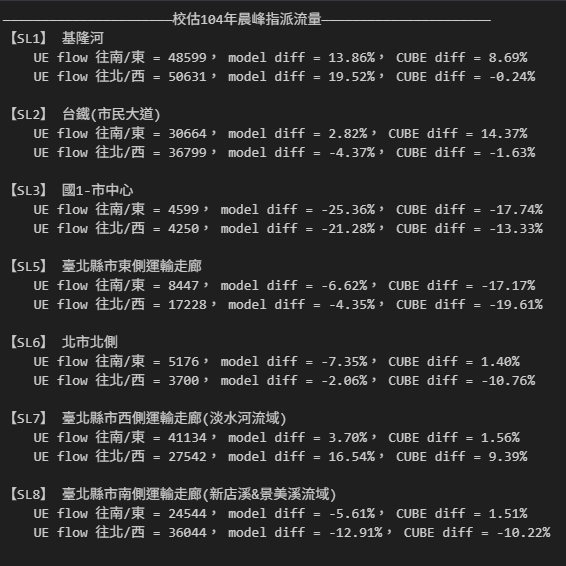 ————————————————————校估104年晨峰指派流量————————————————————
【SL1】 基隆河
UE flow 往南/東 = 48599， model diff = 13.86%， CUBE diff = 8.69%
UE flow 往北/西 = 50631， model diff = 19.52%， CUBE diff = -0.24%
【SL2】 台鐵(市民大道)
UE flow 往南/東 = 30664， model diff = 2.82%， CUBE diff = 14.37%
UE flow 往北/西 = 36799， model diff = -4.37%， CUBE diff = -1.63%
【SL3】 國1-市中心
UE flow 往南/東 = 4599， model diff = -25.36%， CUBE diff = -17.74%
UE flow 往北/西 = 4250， model diff = -21.28%， CUBE diff = -13.33%
【SL5】 臺北縣市東側運輸走廊
UE flow 往南/東 = 8447， model diff = -6.62%， CUBE diff = -17.17%
UE flow 往北/西 = 17228， model diff = -4.35%， CUBE diff = -19.61%
【SL6】 北市北側
UE flow 往南/東 = 5176， model diff = -7.35%， CUBE diff = 1.40%
UE flow 往北/西 = 3700， model diff = -2.06%， CUBE diff = -10.76%
【SL7】 臺北縣市西側運輸走廊(淡水河流域)
UE flow 往南/東 = 41134， model diff = 3.70%， CUBE diff = 1.56%
UE flow 往北/西 = 27542， model diff = 16.54%， CUBE diff = 9.39%
【SL8】 臺北縣市南側運輸走廊(新店溪&景美溪流域)
UE flow 往南/東 = 24544， model diff = -5.61%， CUBE diff = 1.51%
UE flow 往北/西 = 36044， model diff = -12.91%， CUBE diff = -10.22%